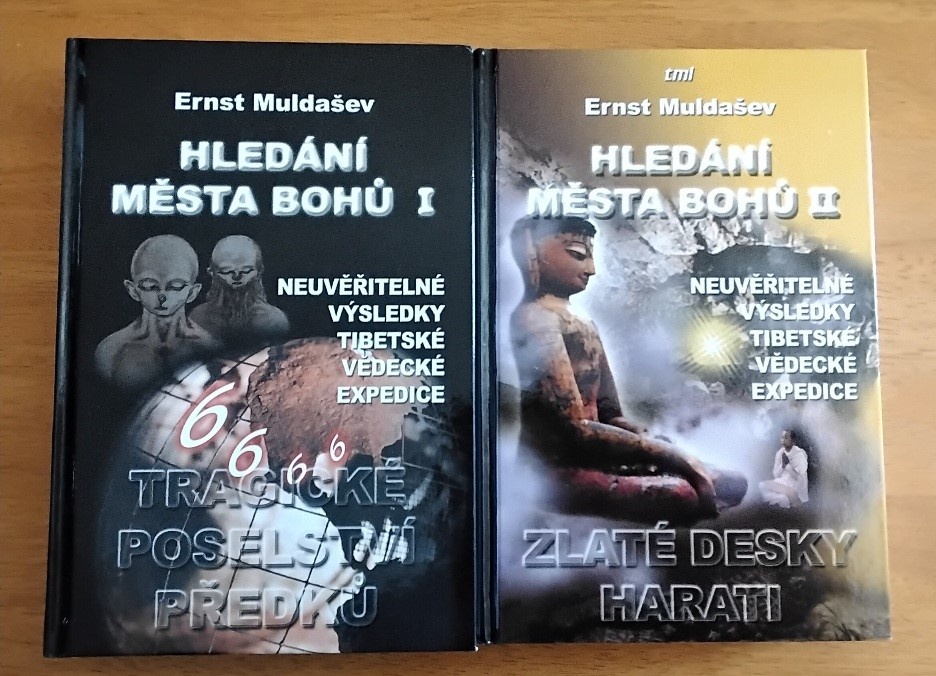 Ernst Muldašev
HLEDÁNÍ
MĚSTA BOHŮ I
NEUVĚŘITELNÉ
VÝSLEDKY
TIBETSKÉ
VĚDECKÉ
EXPEDICE
6
6
6
6
TRAGICKÉ
POSELSTVÍ
PŘEDKŮ
tml
Ernst Muldašev
HLEDÁNÍ
MĚSTA BOHŮ II
NEUVĚŘITELNÉ
VÝSLEDKY
TIBETSKÉ
VĚDECKÉ
EXPEDICE
ZLATÉ DESKY
HARATI